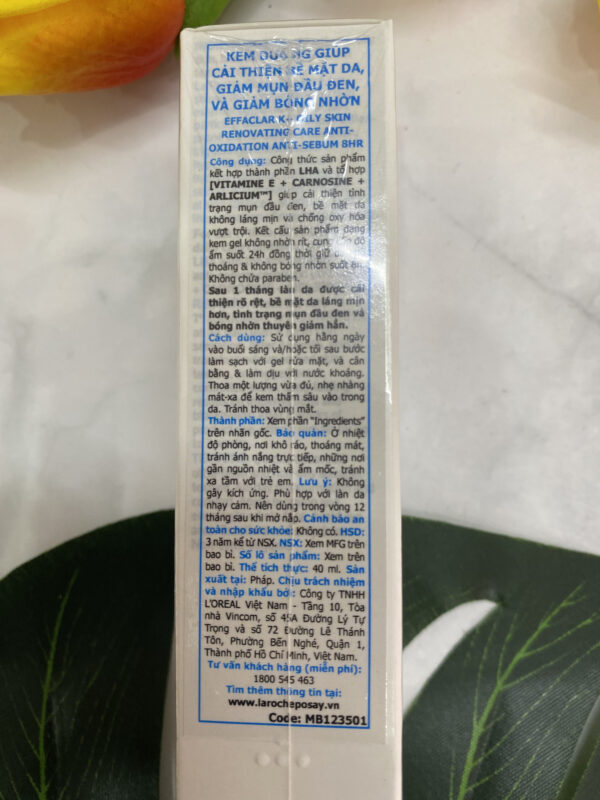 KEM DƯỠNG GIÚP
CẢI THIỆN BỀ MẶT DA,
GIẢM MỤN ĐẦU ĐEN,
VÀ GIẢM BÓNG NHỜN
EFFACLAR K+ OILY SKIN
RENOVATING CARE ANTI-
OXIDATION ANTI-SEBUM 8HR
Công dụng: Công thức sản phẩm
kết hợp thành phần LHA và tổ hợp
[VITAMINE E + CARNOSINE +
ARLICIUM™] giúp cải thiện tình
trạng mụn đầu đen, bề mặt da
không láng mịn và chống oxy hóa
vượt trội. Kết cấu sản phẩm dạng
kem gel không nhờn rít, cung cấp độ
ẩm suốt 24h đồng thời giữ da
thoáng & không bóng nhờn suốt 8h.
Không chứa paraben.
Sau 1 tháng làn da được cải
thiện rõ rệt, bề mặt da láng mịn
hơn, tình trạng mụn đầu đen và
bóng nhờn thuyên giảm hẳn.
Cách dùng: Sử dụng hằng ngày
vào buổi sáng và/hoặc tối sau bước
làm sạch với gel rửa mặt, và cân
bằng & làm dịu với nước khoáng.
Thoa một lượng vừa đủ, nhẹ nhàng
mát-xa để kem thấm sâu vào trong
da. Tránh thoa vùng mắt.
Thành phần: Xem phần "Ingredients"
trên nhãn gốc. Bảo quản: Ở nhiệt
độ phòng, nơi khô ráo, thoáng mát,
tránh ánh nắng trực tiếp, những nơi
gần nguồn nhiệt và ẩm mốc, tránh
xa tầm với trẻ em. Lưu ý: Không
gây kích ứng. Phù hợp với làn da
nhạy cảm. Nên dùng trong vòng 12
tháng sau khi mở nắp. Cảnh báo an
toàn cho sức khỏe: Không có. HSD:
3 năm kể từ NSX. NSX: Xem MFG trên
bao bì. Số lô sản phẩm: Xem trên
bao bì. Thể tích thực: 40 ml. Sản
xuất tại: Pháp. Chịu trách nhiệm
và nhập khẩu bởi: Công ty TNHH
L'OREAL Việt Nam - Tầng 10, Tòa
nhà Vincom, số 45A Đường Lý Tự
Trọng và số 72 Đường Lê Thánh
Tôn, Phường Bến Nghé, Quận 1,
Thành phố Hồ Chí Minh, Việt Nam.
Tư vấn khách hàng (miễn phí):
1800 545 463
Tìm thêm thông tin tại:
www.larocheposay.vn
Code: MB123501